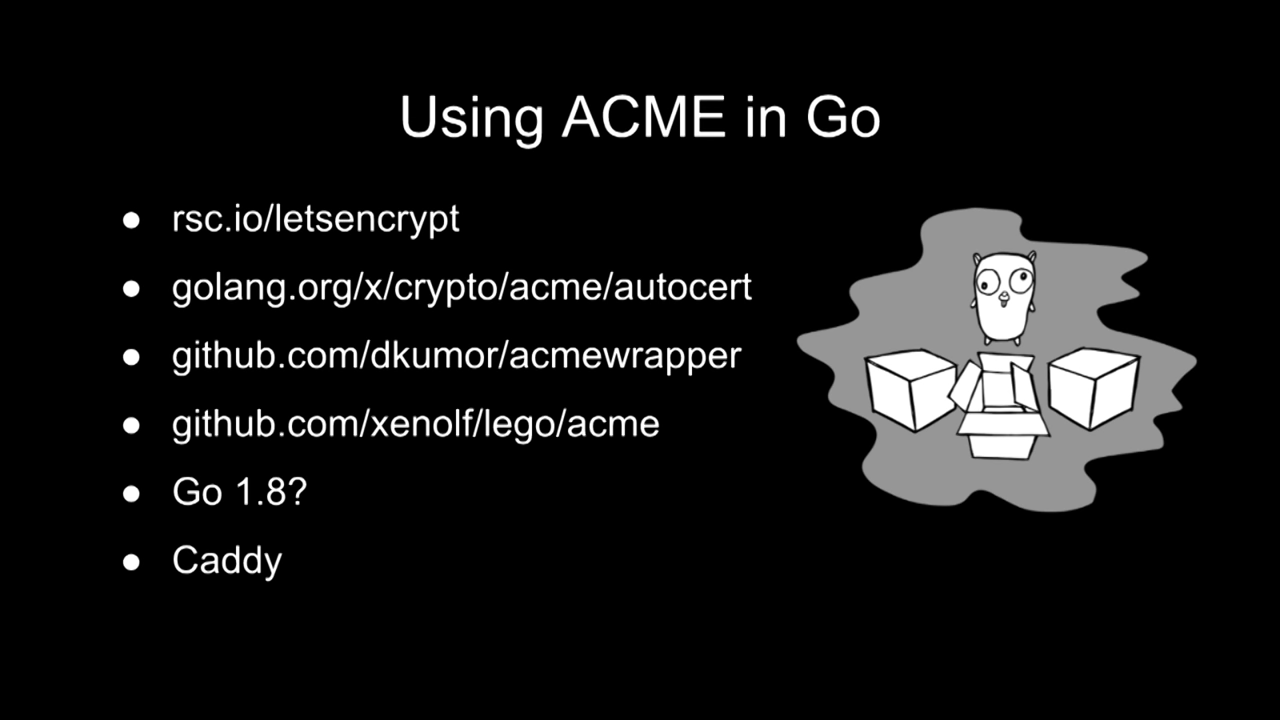 Using ACME in Go
● rsc.io/letsencrypt
● golang.org/x/crypto/acme/autocert
● github.com/dkumor/acmewrapper
● github.com/xenolf/lego/acme
● Go 1.8?
● Caddy